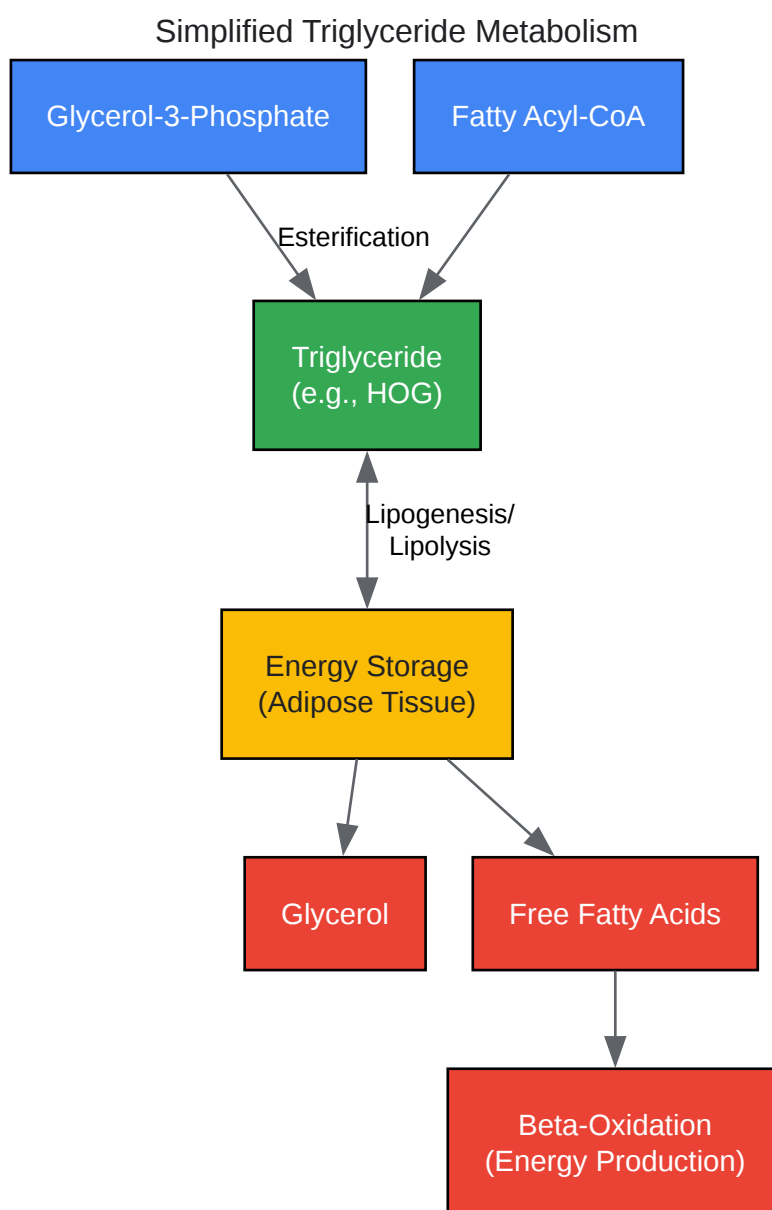 Simplified Triglyceride Metabolism
Glycerol-3-Phosphate
Fatty Acyl-CoA
Esterification
Triglyceride
(e.g., HOG)
Lipogenesis/
Lipolysis
Energy Storage
(Adipose Tissue)
Glycerol
Free Fatty Acids
Beta-Oxidation
(Energy Production)